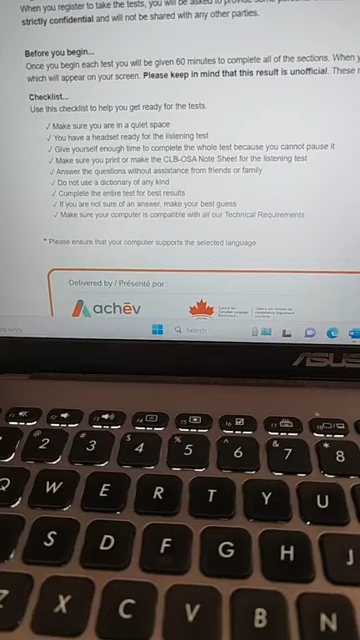 When you register to take the tests, you will be asked to provide some
strictly confidential and will not be shared with any other parties.
Before you begin...
Once you begin each test you will be given 60 minutes to complete all of the sections. When y
which will appear on your screen. Please keep in mind that this result is unofficial. These r
Checklist...
Use this checklist to help you get ready for the tests.
✓ Make sure you are in a quiet space
✓ You have a headset ready for the listening test
✓ Give yourself enough time to complete the whole test because you cannot pause it
✓ Make sure you print or make the CLB-OSA Note Sheet for the listening test
✓ Answer the questions without assistance from friends or family
✓ Do not use a dictionary of any kind
✓ Complete the entire test for best results
✓ If you are not sure of an answer, make your best guess
✓ Make sure your computer is compatible with all our Technical Requirements
* Please ensure that your computer supports the selected language
Delivered by / Présenté par :
achēv
sunny
Search
ASUS
f1 f2 f3 f4 f5 f6 f7 f8
@ # $ % ^ & *
2 3 4 5 6 7 8
Q W E R T Y U
S D F G H J
Z X C V B N